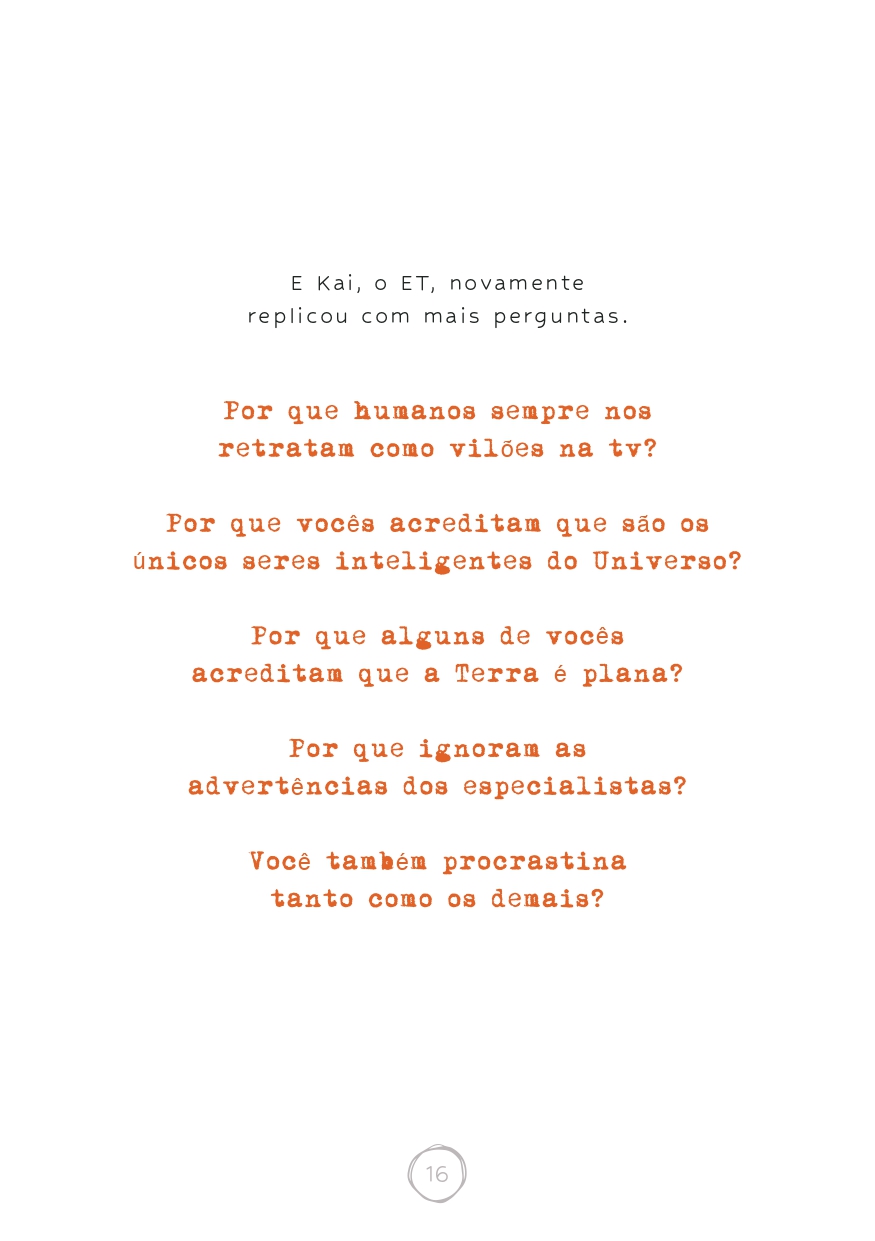 E Kai, o ET, novamente
replicou com mais perguntas.
Por que humanos sempre nos
retratam como vilões na tv?
Por que vocês acreditam que são os
únicos seres inteligentes do Universo?
Por que alguns de vocês
acreditam que a Terra é plana?
Por que ignoram as
advertências dos especialistas?
Você também procrastina
tanto como os demais?
16